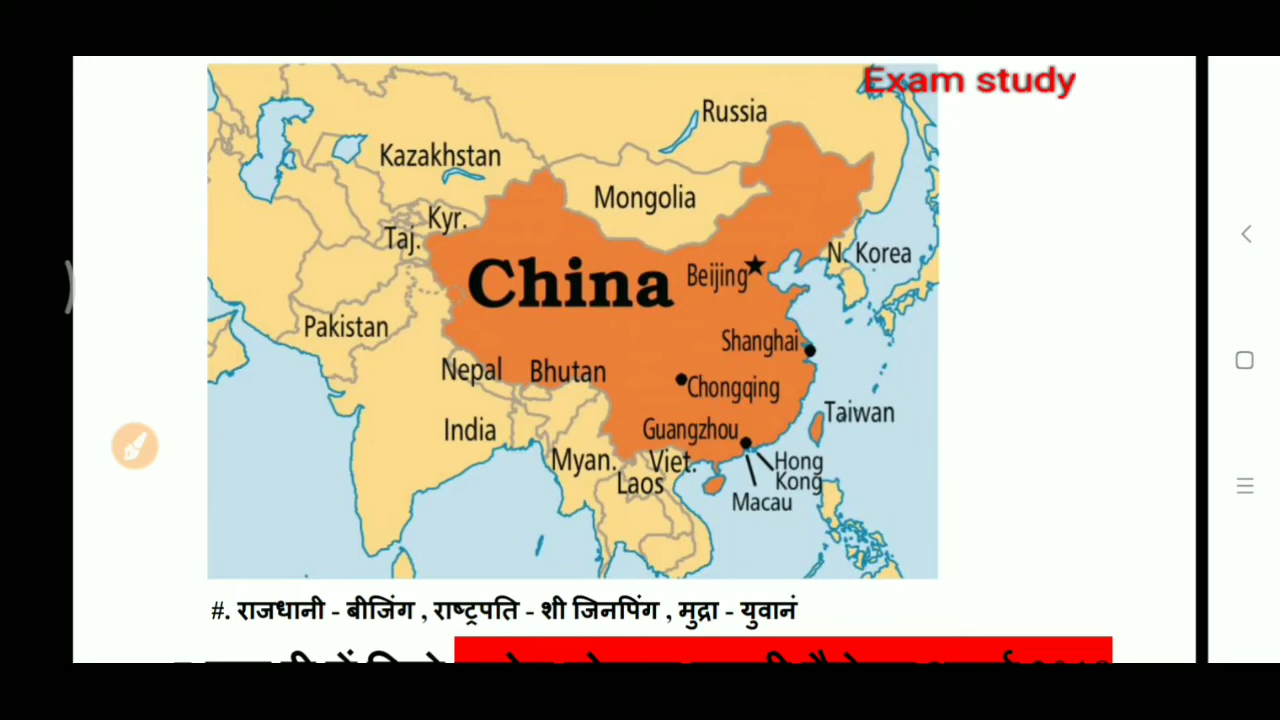 Exam study
Russia
Kazakhstan
Mongolia
Kyr.
Taj.
N. Korea
China
Beijing
Pakistan
Shanghai
Nepal
Bhutan
Chongqing
Taiwan
India
Guangzhou
Myan.
Viet.
Hong
Kong
Laos
Macau
#. राजधानी - बीजिंग , राष्ट्रपति - शी जिनपिंग , मुद्रा - युवानं